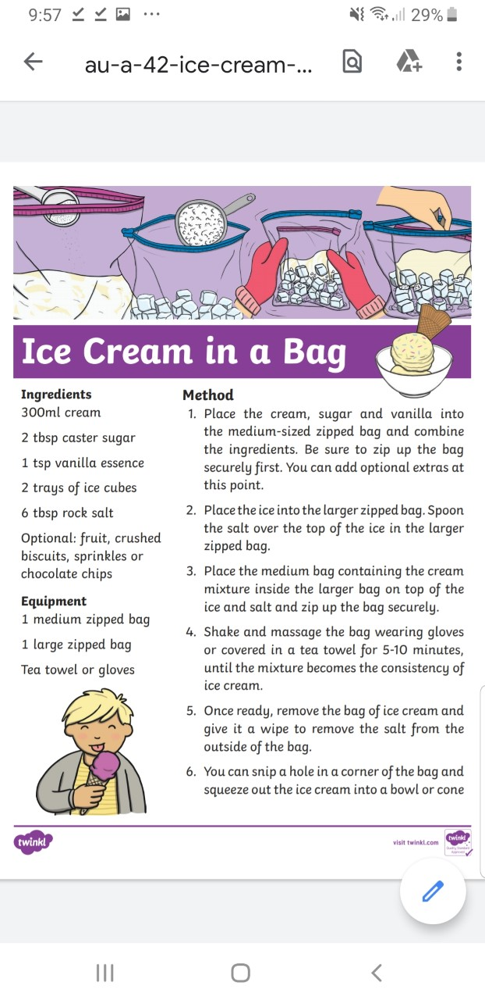 9:57
29%
au-a-42-ice-cream-...
Ice Cream in a Bag
Ingredients
300ml cream
2 tbsp caster sugar
1 tsp vanilla essence
2 trays of ice cubes
6 tbsp rock salt
Optional: fruit, crushed
biscuits, sprinkles or
chocolate chips
Equipment
1 medium zipped bag
1 large zipped bag
Tea towel or gloves
Method
1. Place the cream, sugar and vanilla into
the medium-sized zipped bag and combine
the ingredients. Be sure to zip up the bag
securely first. You can add optional extras at
this point.
2. Place the ice into the larger zipped bag. Spoon
the salt over the top of the ice in the larger
zipped bag.
3. Place the medium bag containing the cream
mixture inside the larger bag on top of the
ice and salt and zip up the bag securely.
4. Shake and massage the bag wearing gloves
or covered in a tea towel for 5-10 minutes,
until the mixture becomes the consistency of
ice cream.
5. Once ready, remove the bag of ice cream and
give it a wipe to remove the salt from the
outside of the bag.
6. You can snip a hole in a corner of the bag and
squeeze out the ice cream into a bowl or cone
twinkl
visit twinkl.com
twinkl
Quality Standard
Approved